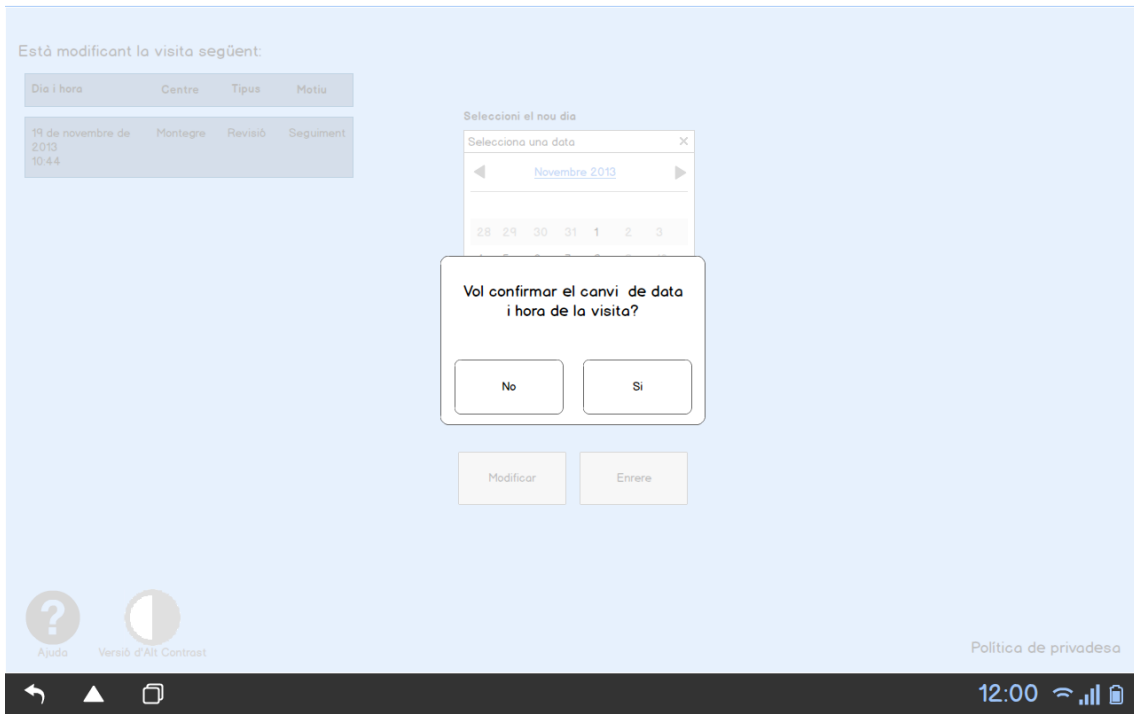 Està modificant la visita següent:
Dia i hora Centre Tipus Motiu
19 de novembre de Montegre Revisió Seguiment
2013
10:44
Seleccioni el nou dia
Selecciona una data
Novembre 2013
28 29 30 31 1 2 3
Vol confirmar el canvi de data
i hora de la visita?
No Si
Modificar Enrere
?
Ajuda Versió d'Alt Contrast
Política de privadesa
12:00